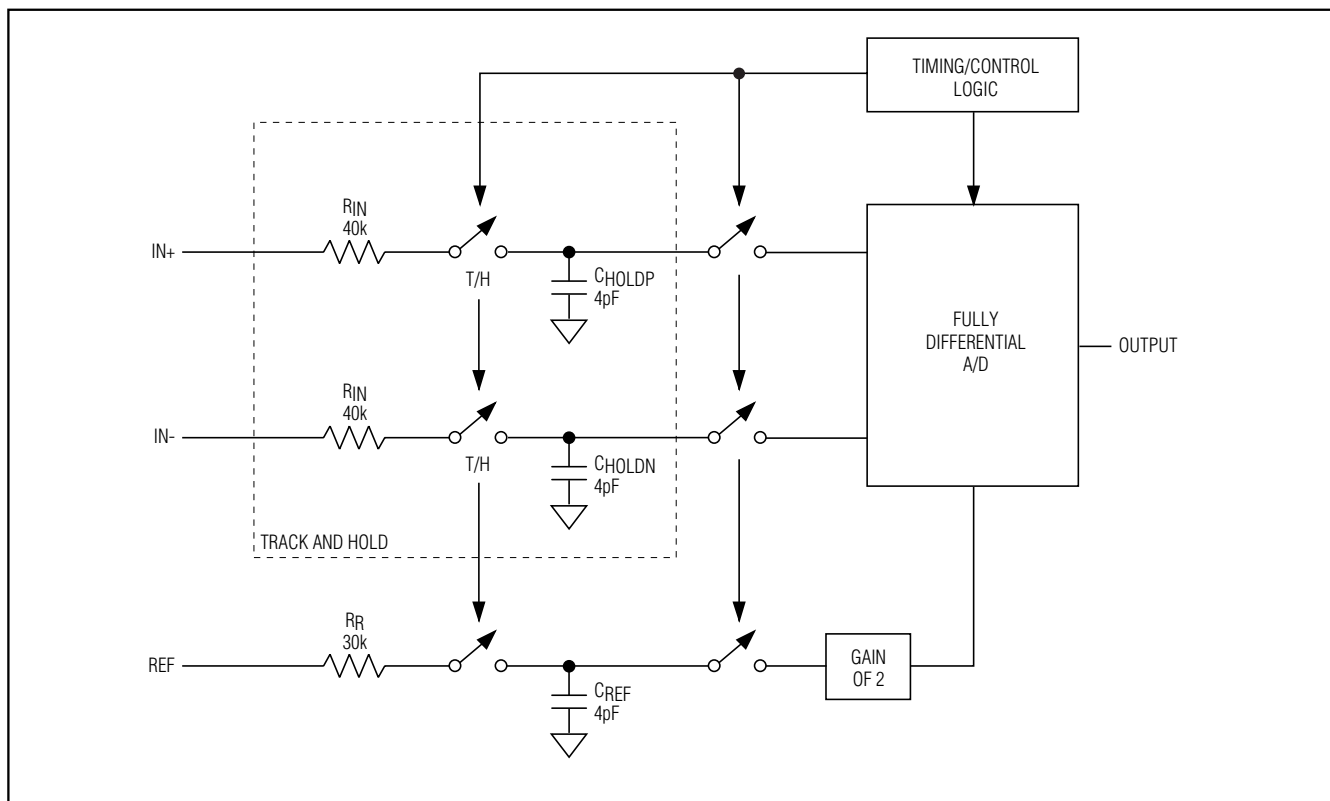 TIMING/CONTROL
LOGIC
RIN
40k
IN+
T/H
CHOLDP
4pF
FULLY
DIFFERENTIAL
A/D
OUTPUT
RIN
40k
IN-
T/H
CHOLDN
4pF
TRACK AND HOLD
RR
30k
REF
CREF
4pF
GAIN
OF 2